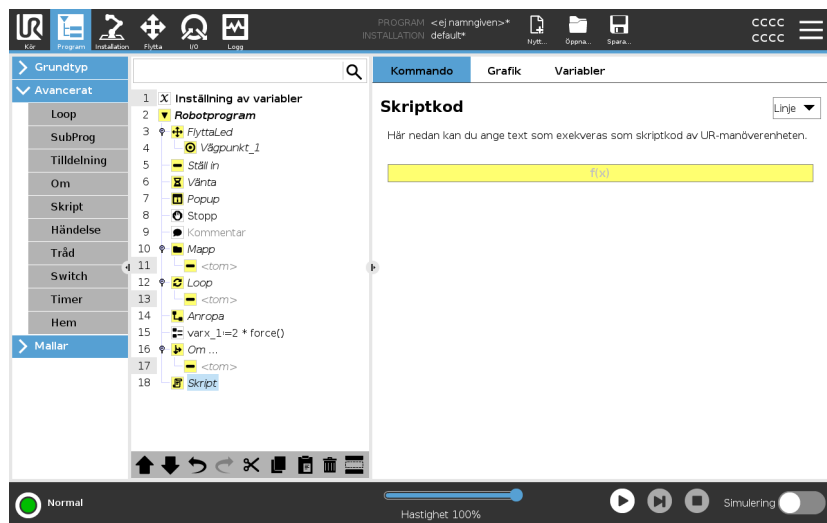 UR
PROGRAM <ej namngiven>*
INSTALLATION default*
CCCC
CCCC
Kör Program Installation Flytta I/O Logg Nytt... Öppna... Spara...
Grundtyp
Avancerat
Loop
SubProg
Tilldelning
Om
Skript
Händelse
Tråd
Switch
Timer
Hem
Mallar
1 X Inställning av variabler
2 Robotprogram
3 FlyttaLed
4 Vägpunkt_1
5 Ställ in
6 Vänta
7 Popup
8 Stopp
9 Kommentar
10 Mapp
11 <tom>
12 Loop
13 <tom>
14 Anropa
15 varx_1≔2 * force()
16 Om ...
17 <tom>
18 Skript
Kommando Grafik Variabler
Skriptkod
Linje
Här nedan kan du ange text som exekveras som skriptkod av UR-manöverenheten.
f(x)
Normal
Hastighet 100%
Simulering